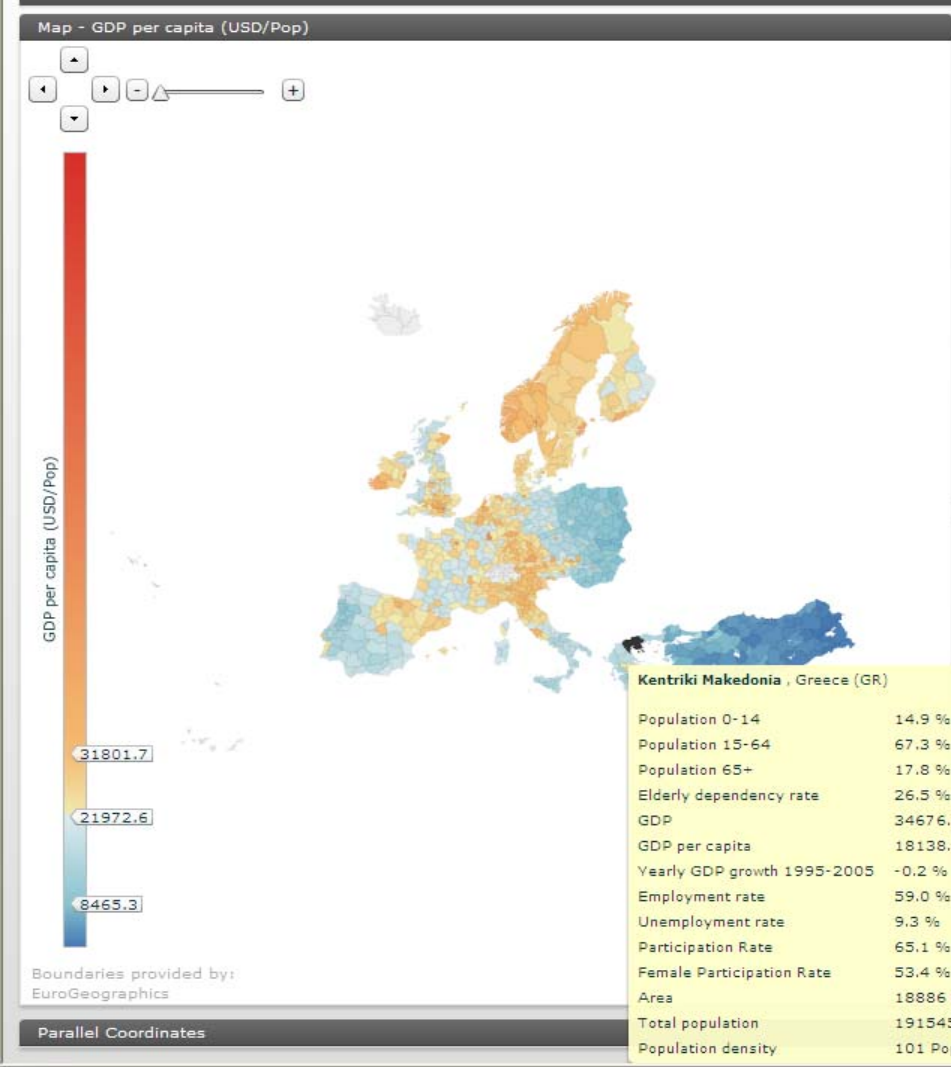 Map - GDP per capita (USD/Pop)
-
+
GDP per capita (USD/Pop)
31801.7
21972.6
8465.3
Boundaries provided by:
EuroGeographics
Kentriki Makedonia , Greece (GR)
Population 0-14 14.9 %
Population 15-64 67.3 %
Population 65+ 17.8 %
Elderly dependency rate 26.5 %
GDP 34676.
GDP per capita 18138.
Yearly GDP growth 1995-2005 -0.2 %
Employment rate 59.0 %
Unemployment rate 9.3 %
Participation Rate 65.1 %
Female Participation Rate 53.4 %
Area 18886
Total population 191545
Population density 101 Po
Parallel Coordinates